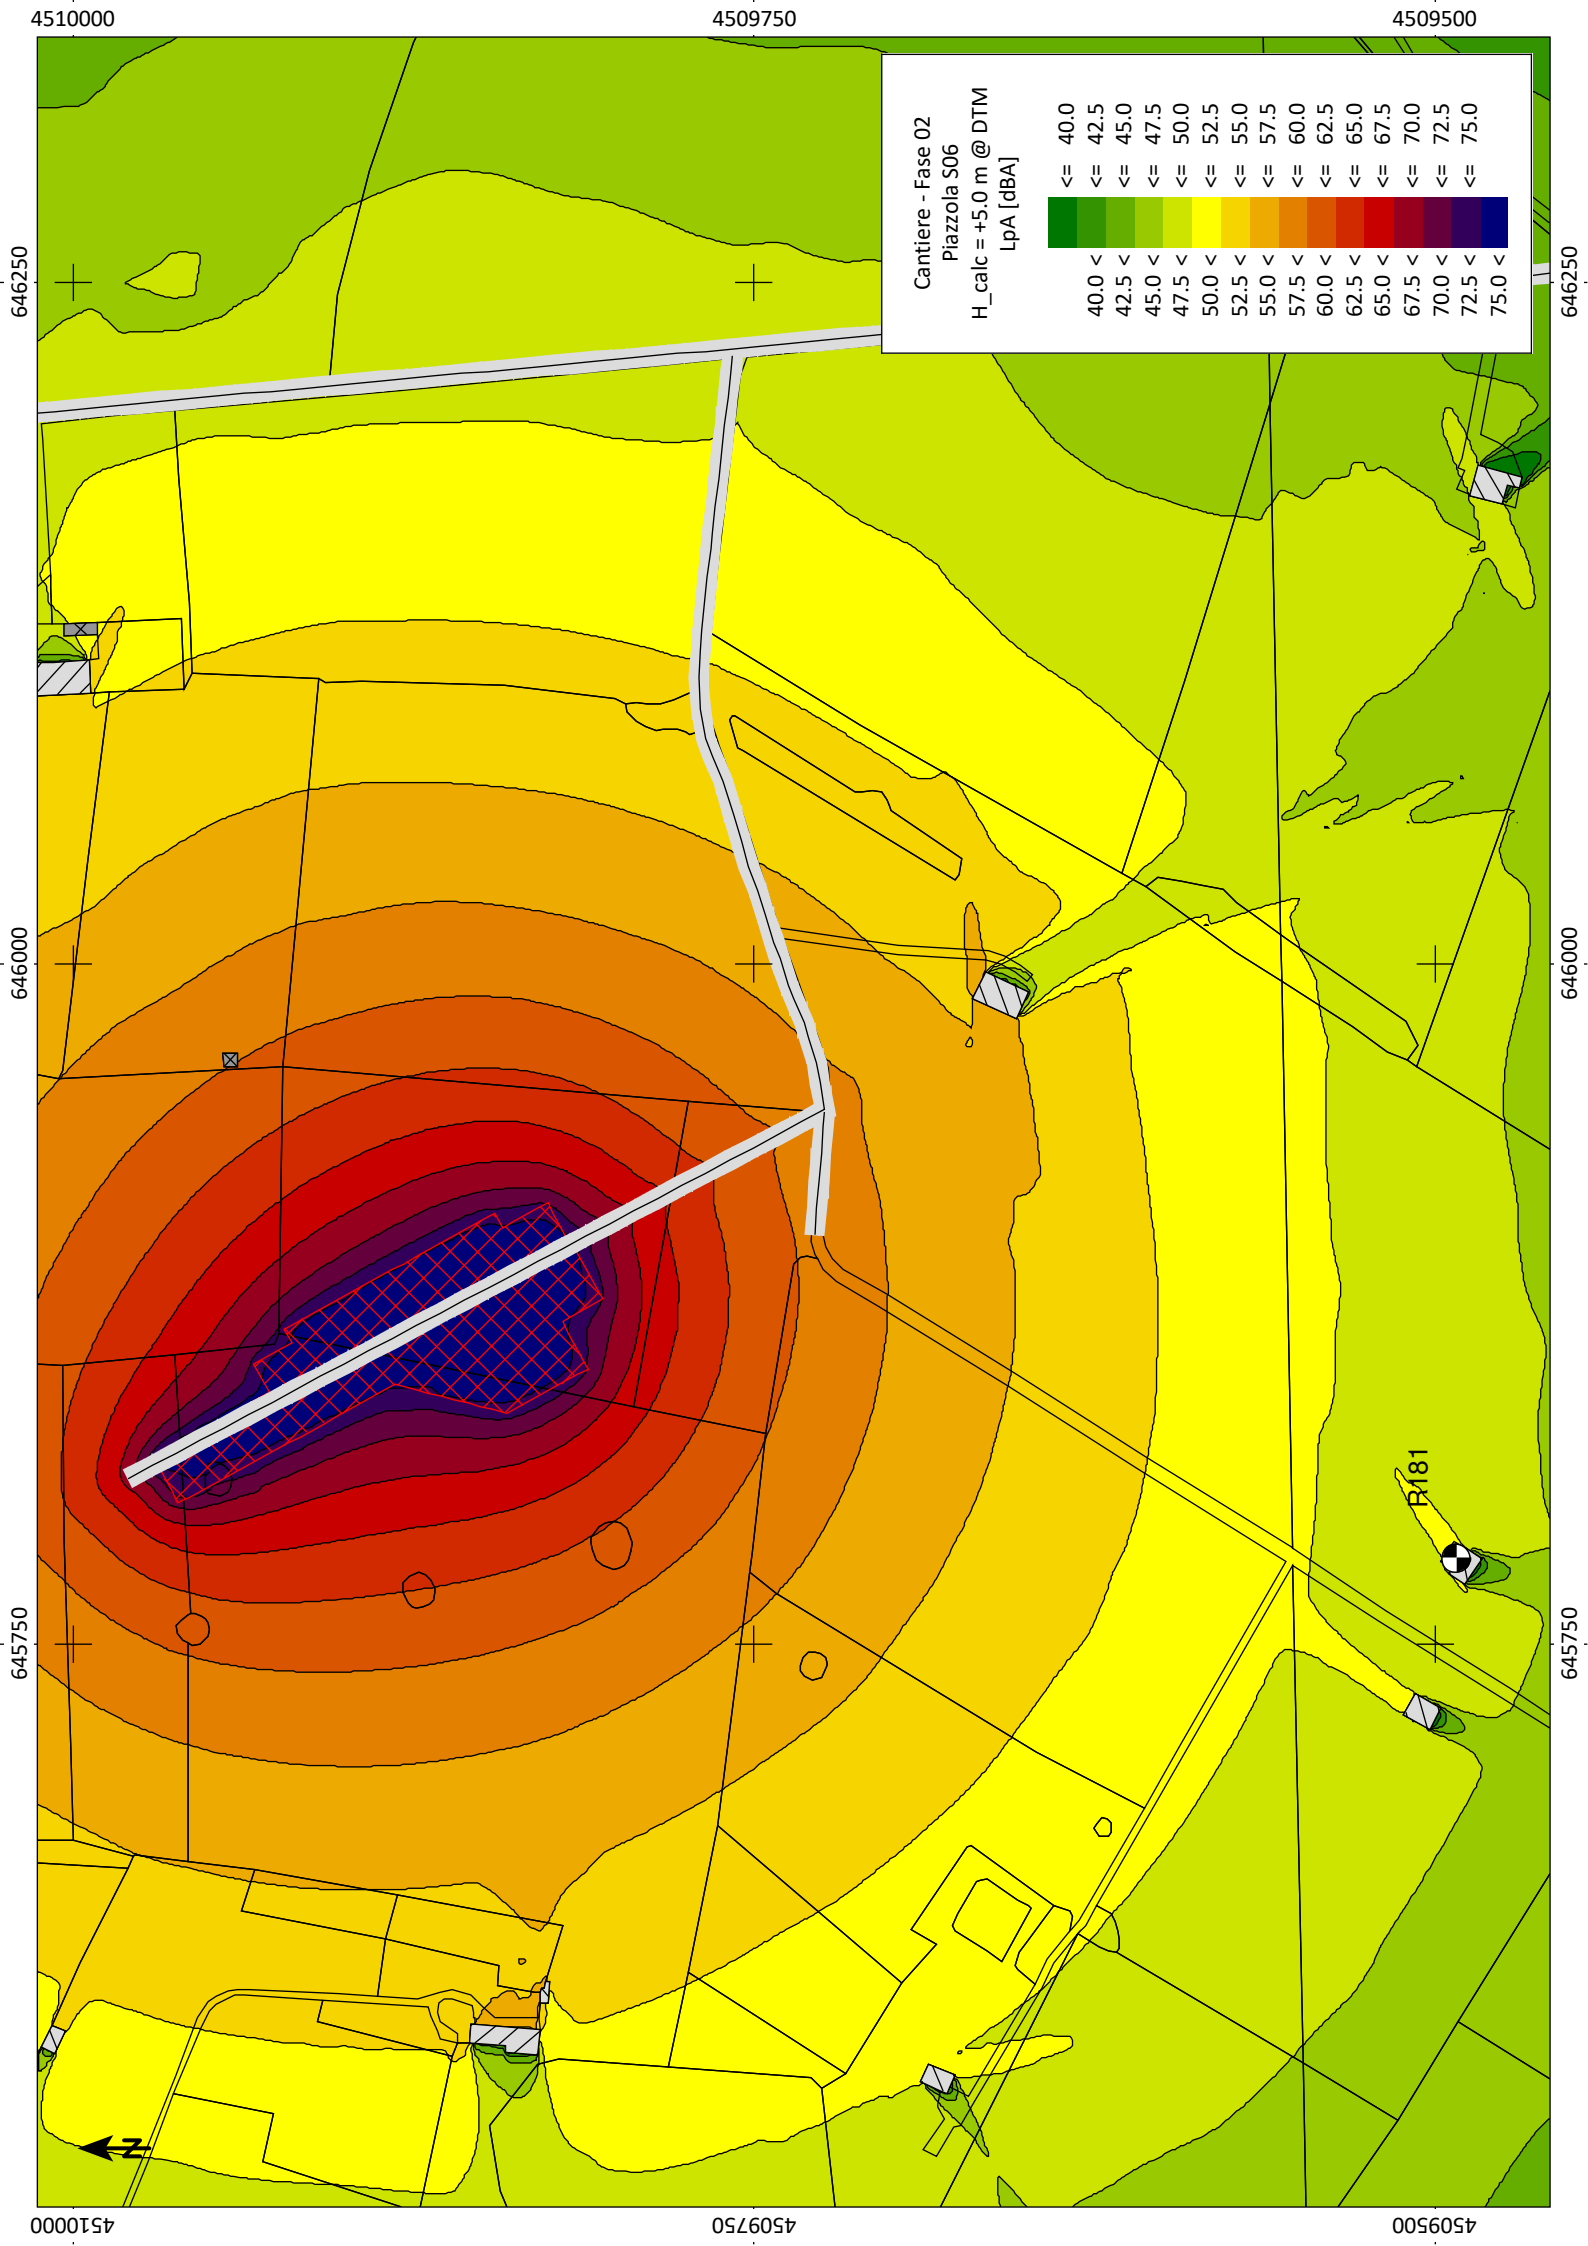 4510000
4509750
4509500
646250
646000
645750
Cantiere - Fase 02
Piazzola S06
H_calc = +5.0 m @ DTM
LpA [dBA]
<= 40.0
40.0 < <= 42.5
42.5 < <= 45.0
45.0 < <= 47.5
47.5 < <= 50.0
50.0 < <= 52.5
52.5 < <= 55.0
55.0 < <= 57.5
57.5 < <= 60.0
60.0 < <= 62.5
62.5 < <= 65.0
65.0 < <= 67.5
67.5 < <= 70.0
70.0 < <= 72.5
72.5 < <= 75.0
75.0 <
R181
N
646250
646000
645750
4510000
4509750
4509500